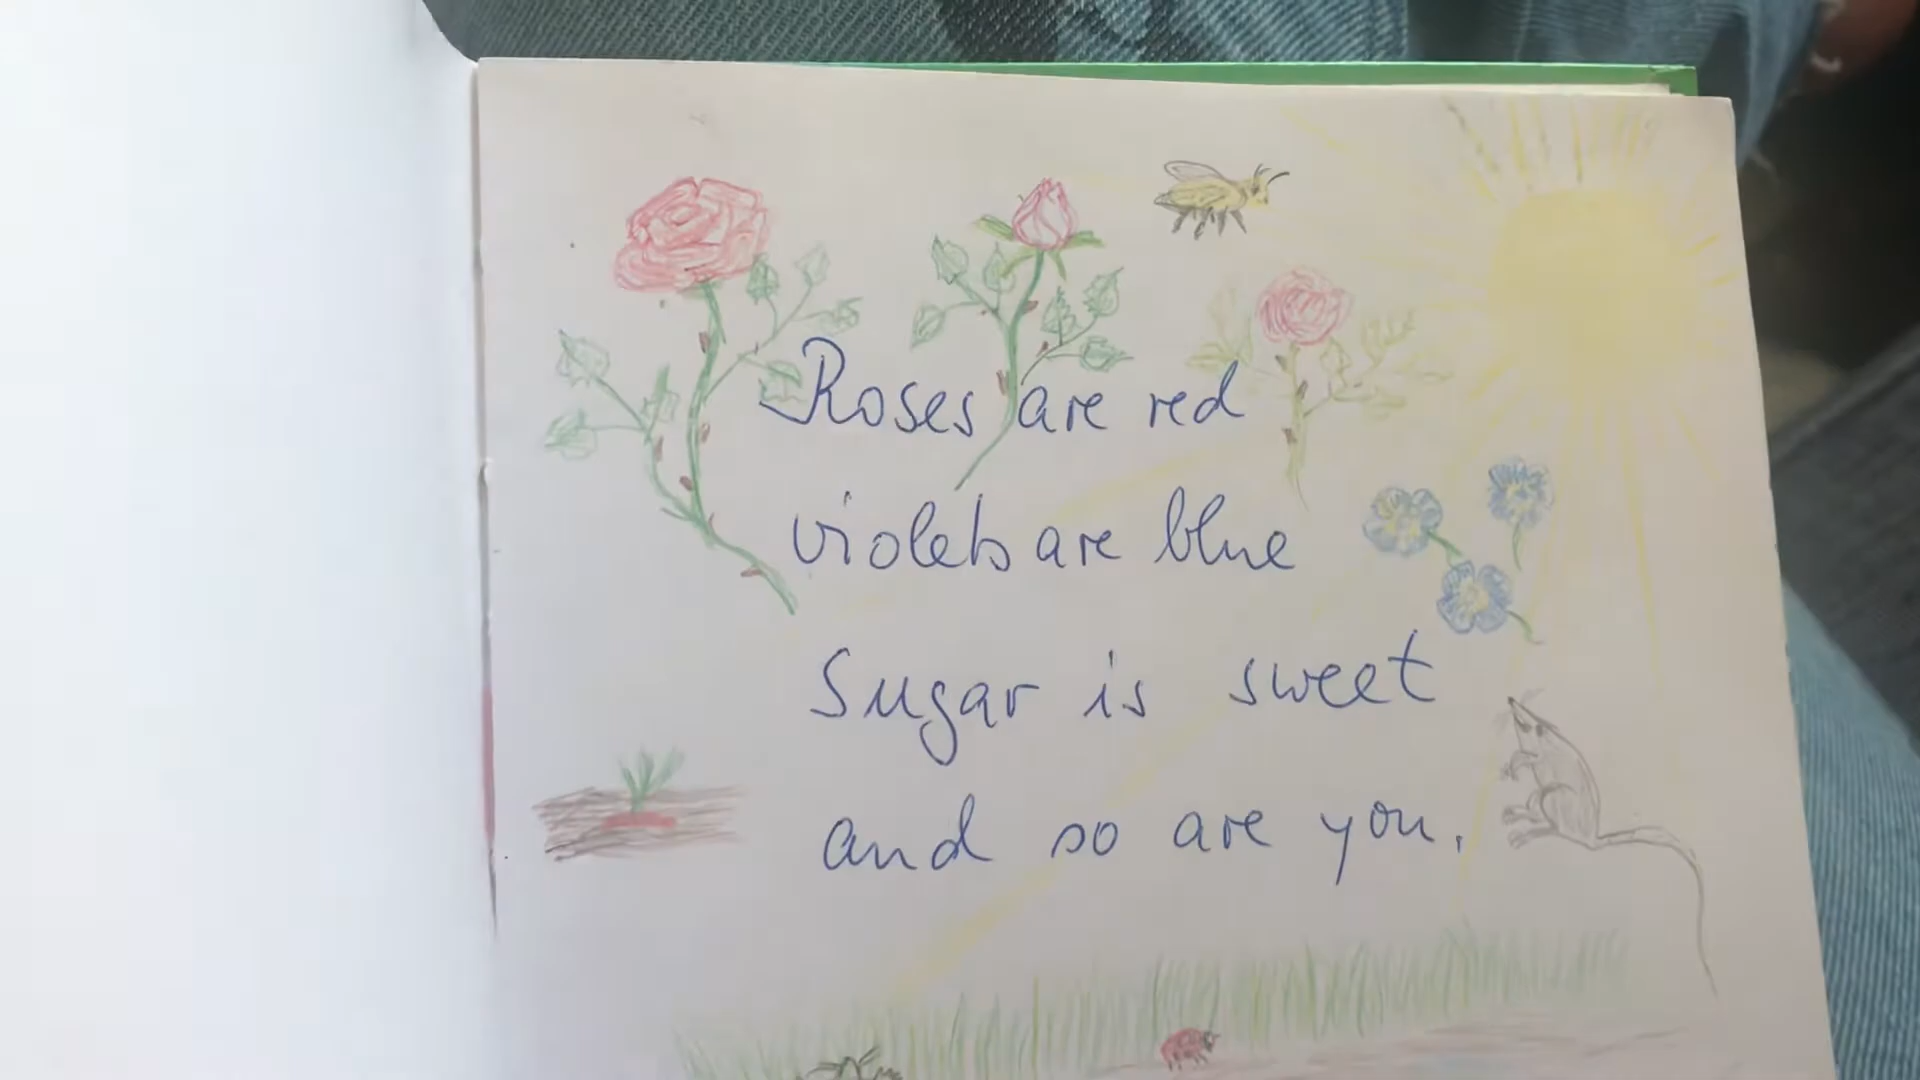 Roses are red
violets are blue
Sugar is sweet
and so are you.